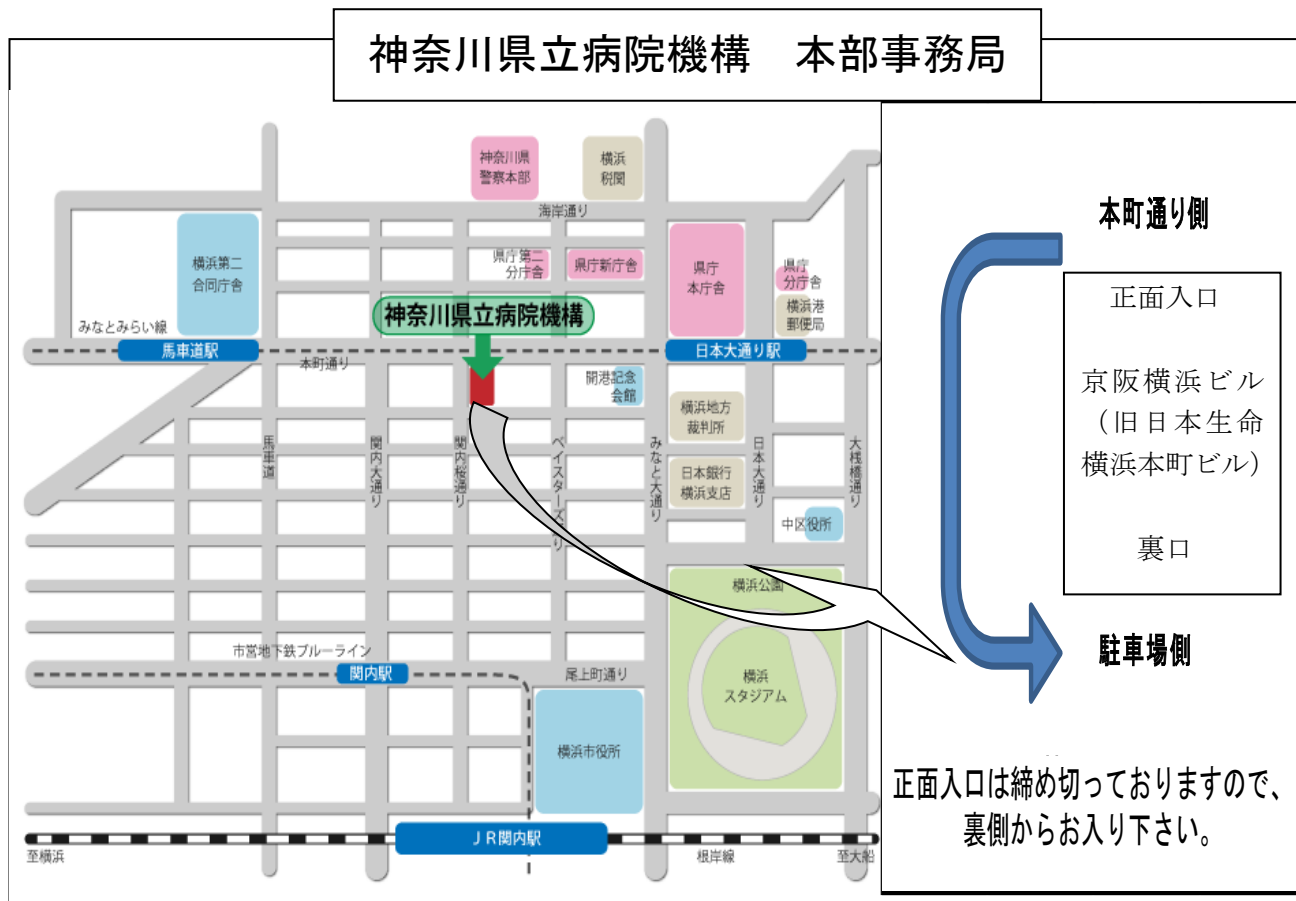 神奈川県立病院機構　本部事務局
神奈川県
警察本部
横浜
税関
海岸通り
横浜第二
合同庁舎
県庁第二
分庁舎
県庁新庁舎
県庁
本庁舎
県庁
分庁舎
横浜港
郵便局
神奈川県立病院機構
みなとみらい線
馬車道駅
日本大通り駅
本町通り
開港記念
会館
横浜地方
裁判所
馬車道
関内大通り
関内桜通り
ベイスターズ通り
みなと大通り
日本大通り
大桟橋通り
日本銀行
横浜支店
中区役所
横浜公園
市営地下鉄ブルーライン
関内駅
尾上町通り
横浜
スタジアム
横浜市役所
JR関内駅
至横浜
根岸線
至大船
本町通り側
正面入口
京阪横浜ビル
（旧日本生命
横浜本町ビル）
裏口
駐車場側
正面入口は締め切っておりますので、
裏側からお入り下さい。